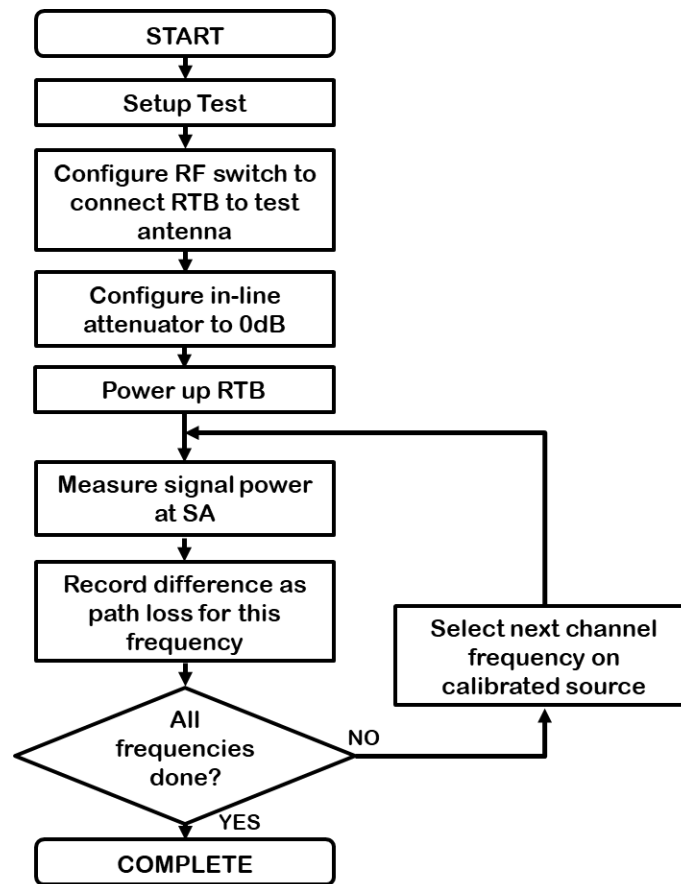 START
Setup Test
Configure RF switch to
connect RTB to test
antenna
Configure in-line
attenuator to 0dB
Power up RTB
Measure signal power
at SA
Record difference as
path loss for this
frequency
Select next channel
frequency on
calibrated source
All
frequencies
done?
NO
YES
COMPLETE